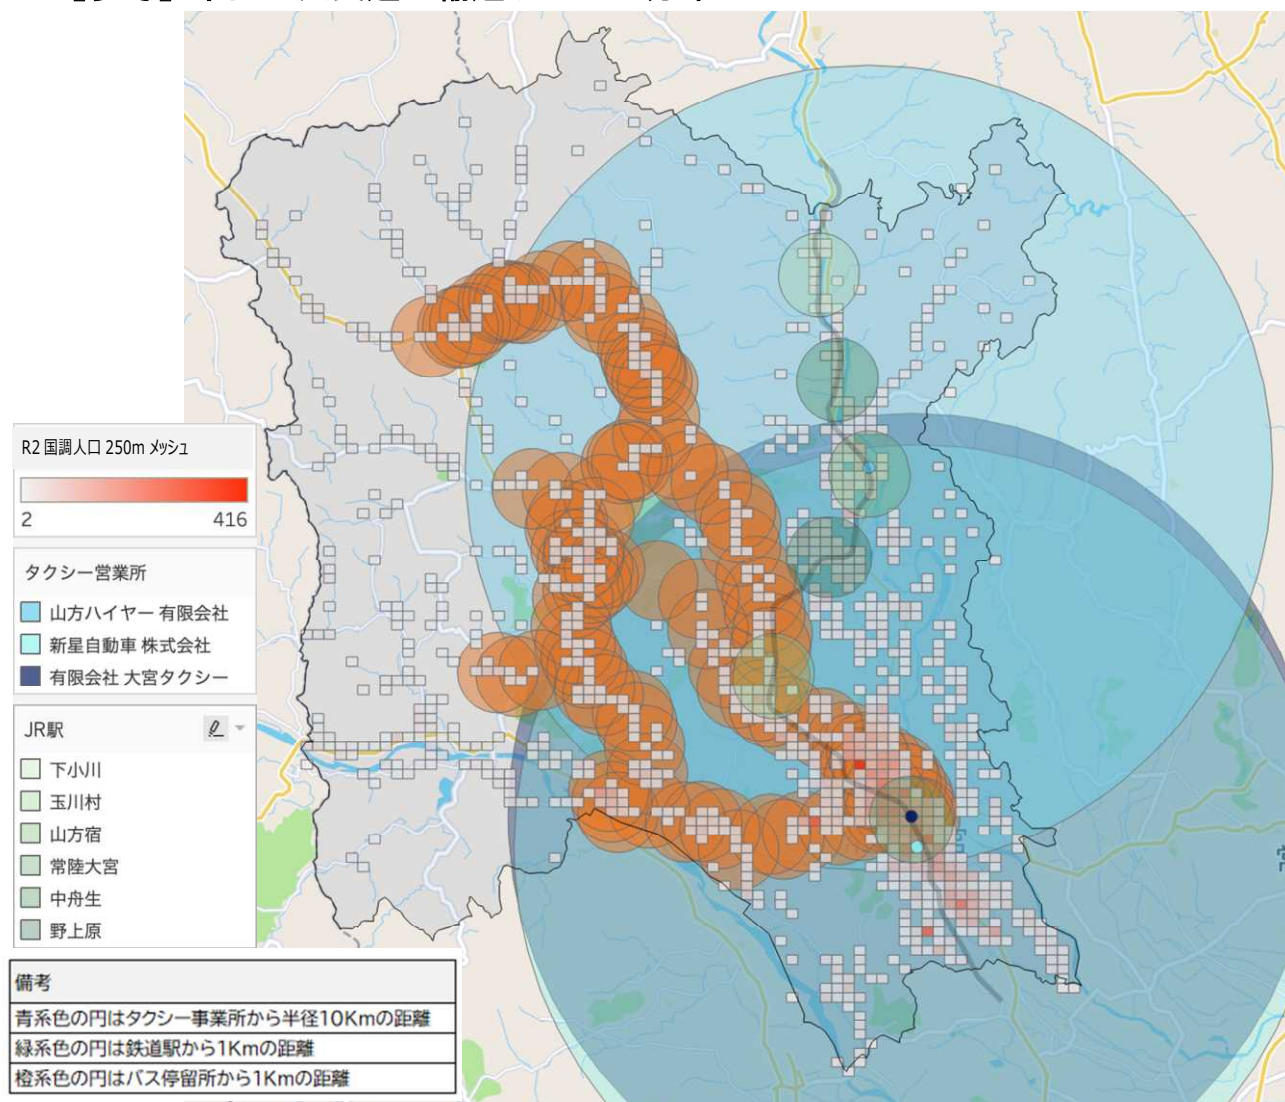 R2 国調人口 250m メッシュ
2 416
タクシー営業所
山方ハイヤー 有限会社
新星自動車 株式会社
有限会社 大宮タクシー
JR駅
下小川
玉川村
山方宿
常陸大宮
中舟生
野上原
備考
青系色の円はタクシー事業所から半径10Kmの距離
緑系色の円は鉄道駅から1Kmの距離
橙系色の円はバス停留所から1Kmの距離